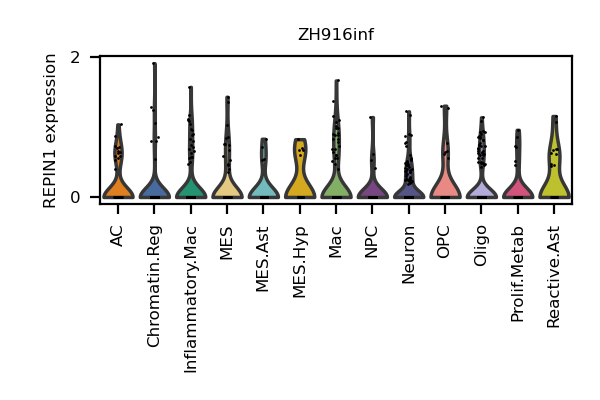 ZH916inf
REPIN1 expression
2
0
AC
Chromatin.Reg
Inflammatory.Mac
MES
MES.Ast
MES.Hyp
Mac
NPC
Neuron
OPC
Oligo
Prolif.Metab
Reactive.Ast